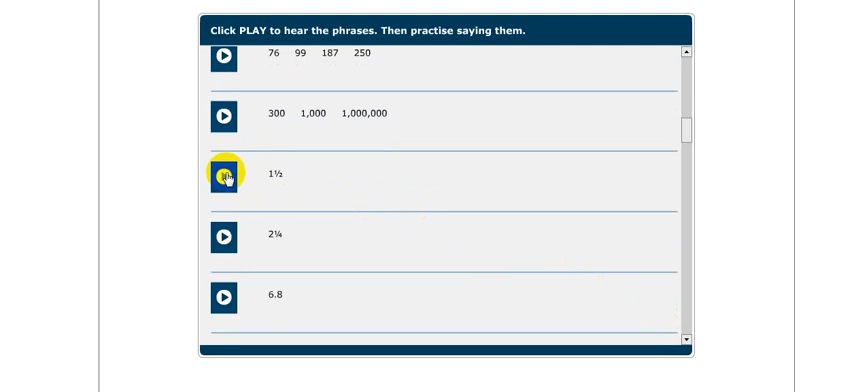 Click PLAY to hear the phrases. Then practise saying them.
76 99 187 250
300 1,000 1,000,000
1½
2¼
6.8